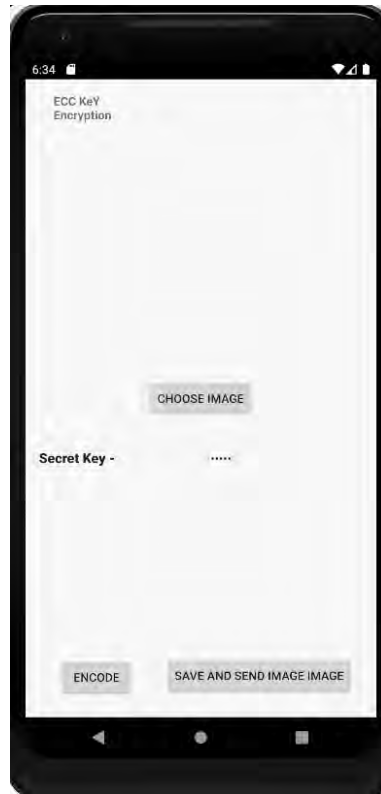 6:34
ECC KeY
Encryption
CHOOSE IMAGE
Secret Key - .....
ENCODE SAVE AND SEND IMAGE IMAGE